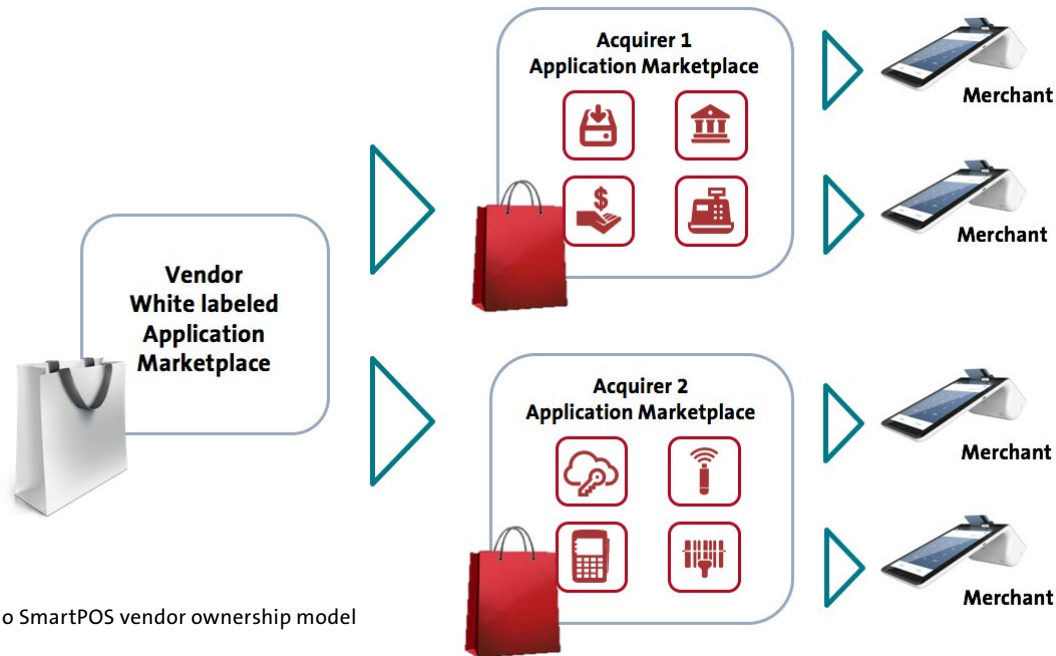 Acquirer 1
Application Marketplace
Merchant
Merchant
Vendor
White labeled
Application
Marketplace
Acquirer 2
Application Marketplace
Merchant
Merchant
o SmartPOS vendor ownership model